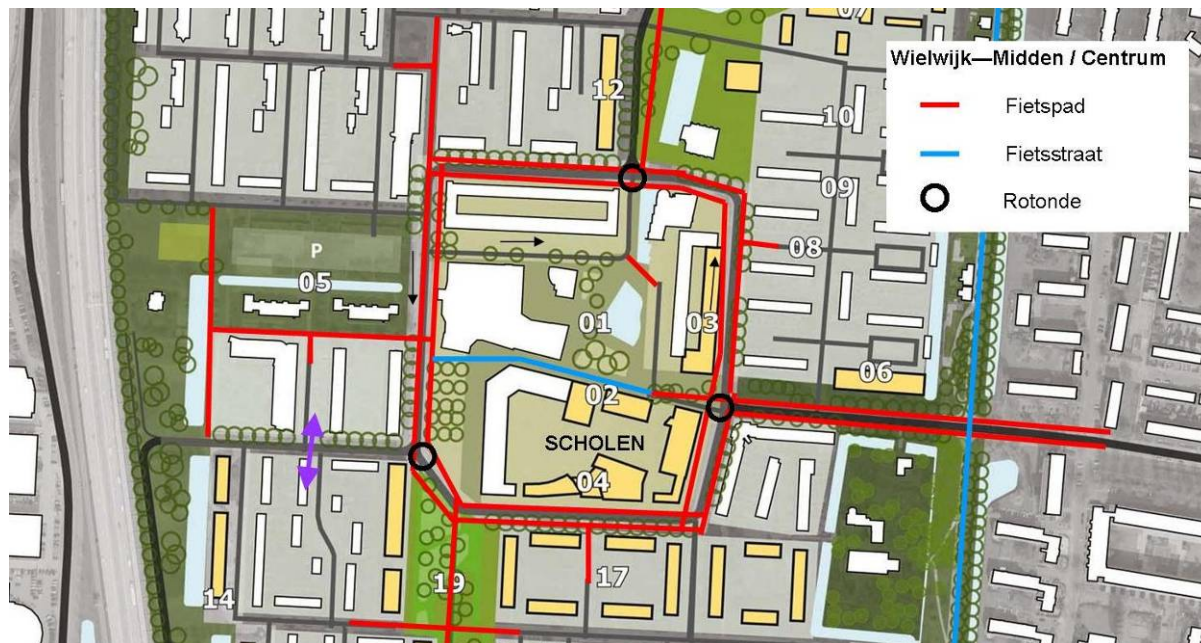 07
Wielwijk—Midden / Centrum
Fietspad
Fietsstraat
Rotonde
12
10
09
08
P
05
01
03
06
02
SCHOLEN
04
14
19
17